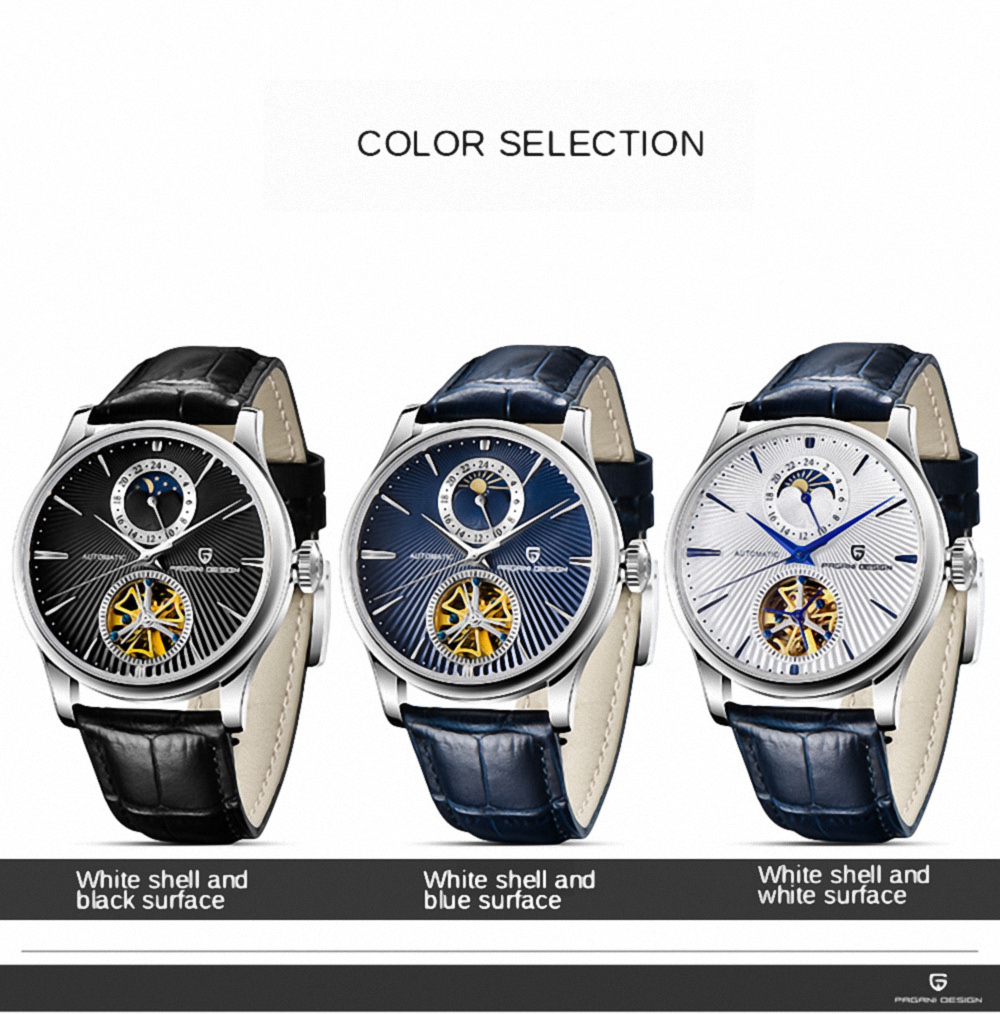 COLOR SELECTION
AUTOMATIC
PAGANI DESIGN
AUTOMATIC
PAGANI DESIGN
AUTOMATIC
PAGANI DESIGN
White shell and
black surface
White shell and
blue surface
White shell and
white surface
PAGANI DESIGN